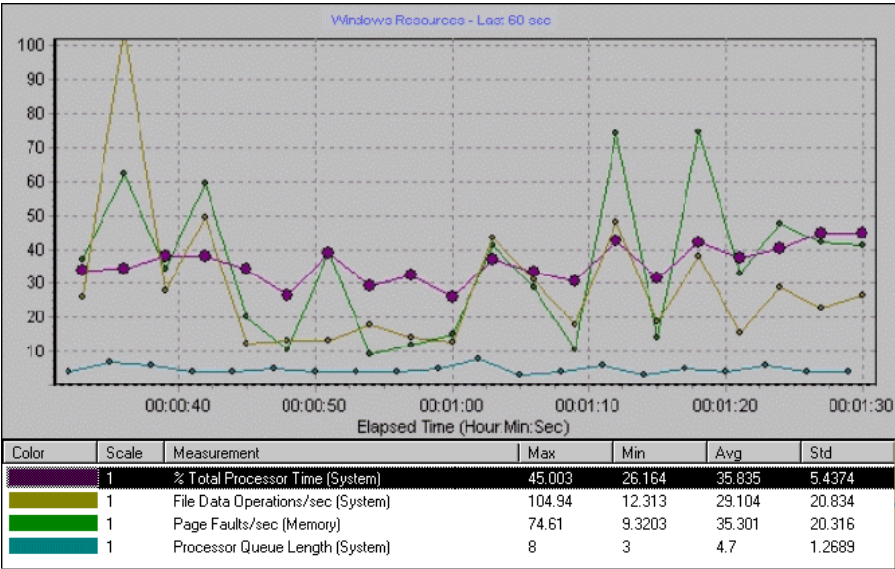 Windows Resources - Last 60 sec
100
90
80
70
60
50
40
30
20
10
00:00:40 00:00:50 00:01:00 00:01:10 00:01:20 00:01:30
Elapsed Time (Hour:Min:Sec)
Color Scale Measurement Max Min Avg Std
1 % Total Processor Time (System) 45.003 26.164 35.835 5.4374
1 File Data Operations/sec (System) 104.94 12.313 29.104 20.834
1 Page Faults/sec (Memory) 74.61 9.3203 35.301 20.316
1 Processor Queue Length (System) 8 3 4.7 1.2689